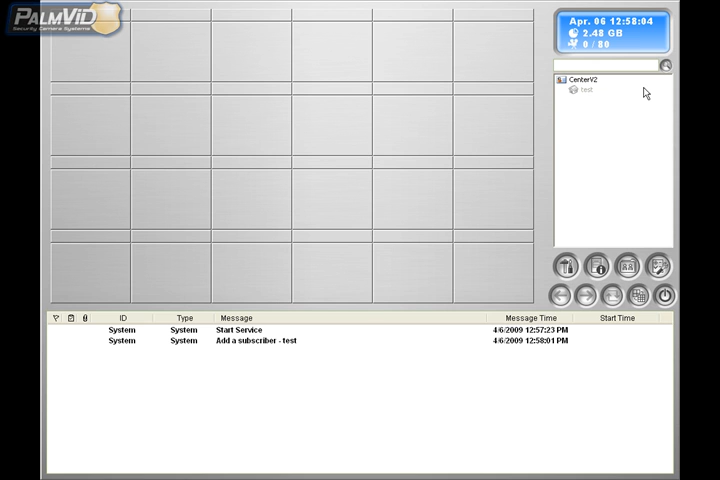 PALMVID
Security Camera Systems
Apr. 06 12:58:04
2.48 GB
0 / 80
CenterV2
test
ID Type Message Message Time Start Time
System System Start Service 4/6/2009 12:57:23 PM
System System Add a subscriber - test 4/6/2009 12:58:01 PM